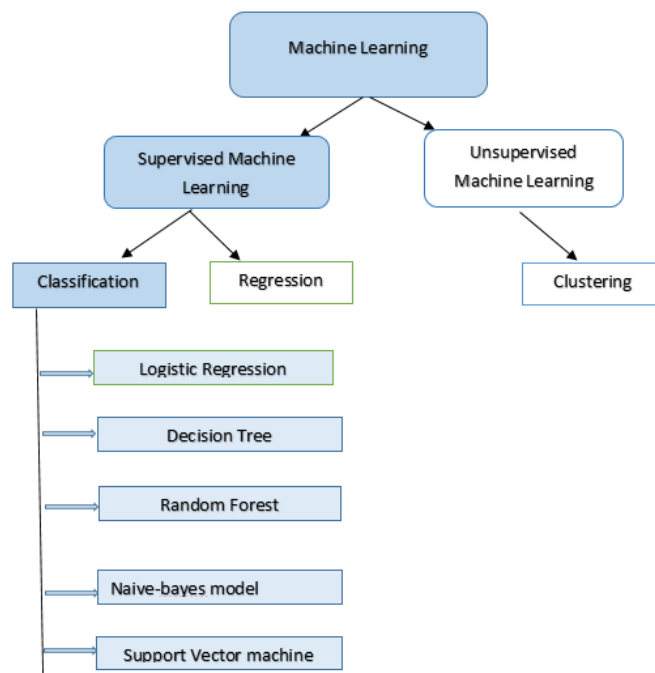 Machine Learning
Supervised Machine
Learning
Unsupervised
Machine Learning
Classification
Regression
Clustering
Logistic Regression
Decision Tree
Random Forest
Naive-bayes model
Support Vector machine